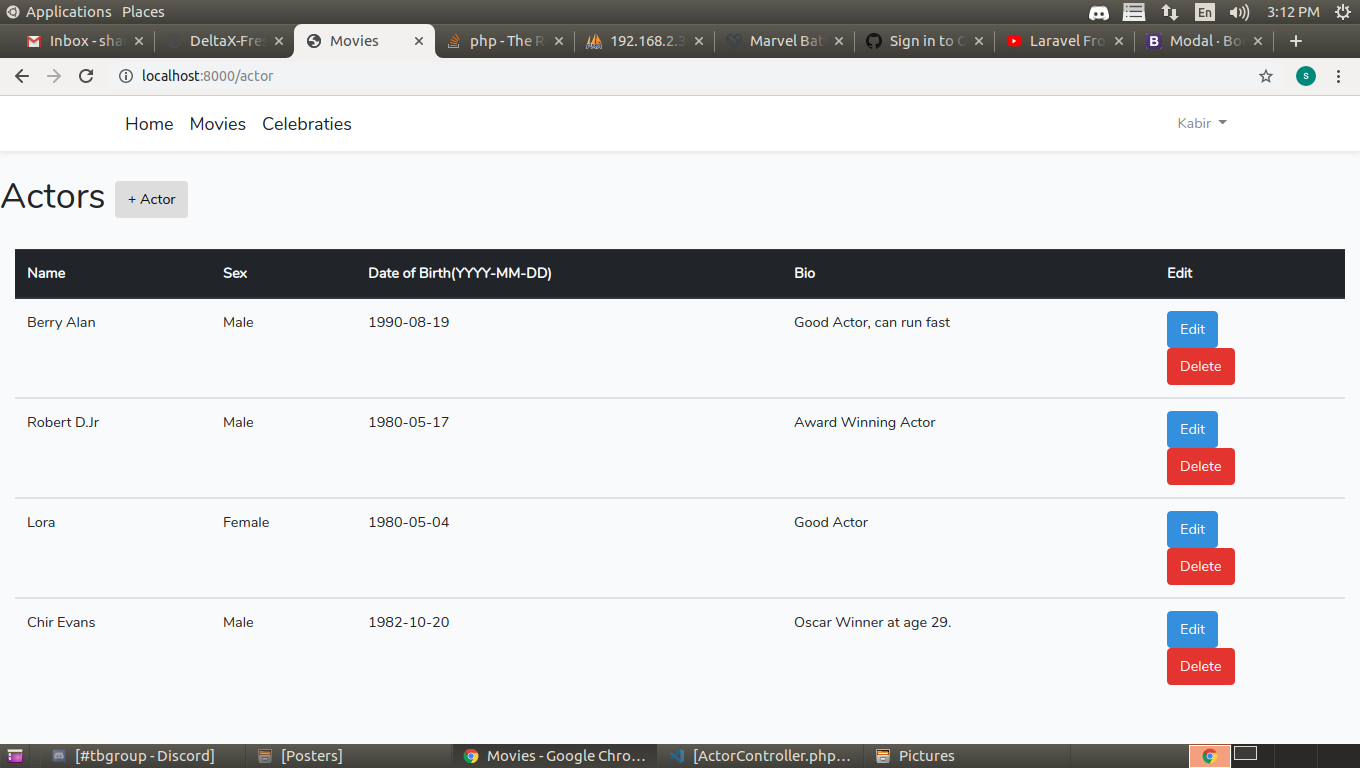 Applications Places En 3:12 PM
Inbox - sha DeltaX-Fre Movies php - The R 192.168.2.3 Marvel Bat Sign in to G Laravel Fro Modal · Bo
localhost:8000/actor s
Home Movies Celebraties Kabir
Actors + Actor
Name Sex Date of Birth(YYYY-MM-DD) Bio Edit
Berry Alan Male 1990-08-19 Good Actor, can run fast Edit
Delete
Robert D.Jr Male 1980-05-17 Award Winning Actor Edit
Delete
Lora Female 1980-05-04 Good Actor Edit
Delete
Chir Evans Male 1982-10-20 Oscar Winner at age 29. Edit
Delete
[#tbgroup - Discord] [Posters] Movies - Google Chro... [ActorController.php... Pictures